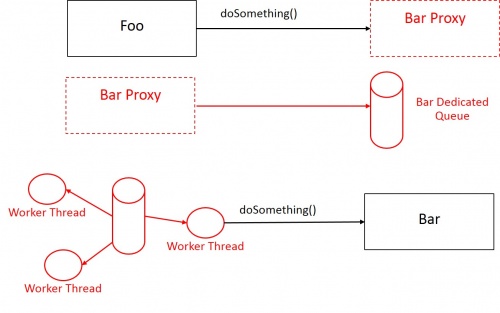 Foo
doSomething()
Bar Proxy
Bar Proxy
Bar Dedicated
Queue
Worker Thread
Worker Thread
Worker Thread
doSomething()
Bar